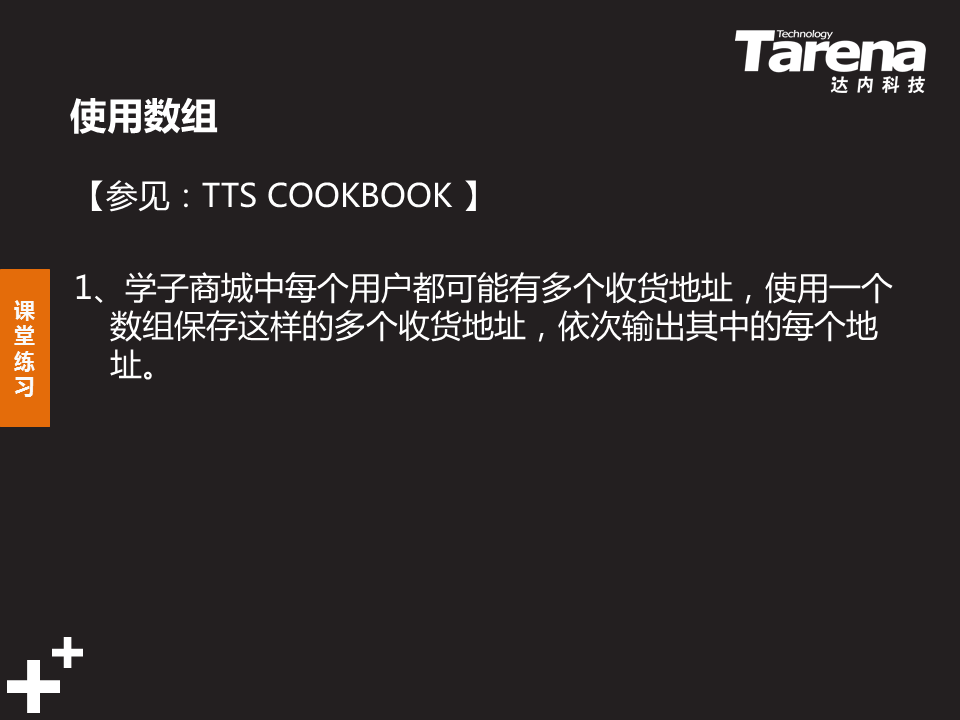 Technology
Tarena
达内科技
使用数组
【参见：TTS COOKBOOK 】
1、学子商城中每个用户都可能有多个收货地址，使用一个
数组保存这样的多个收货地址，依次输出其中的每个地
址。
课
堂
练
习